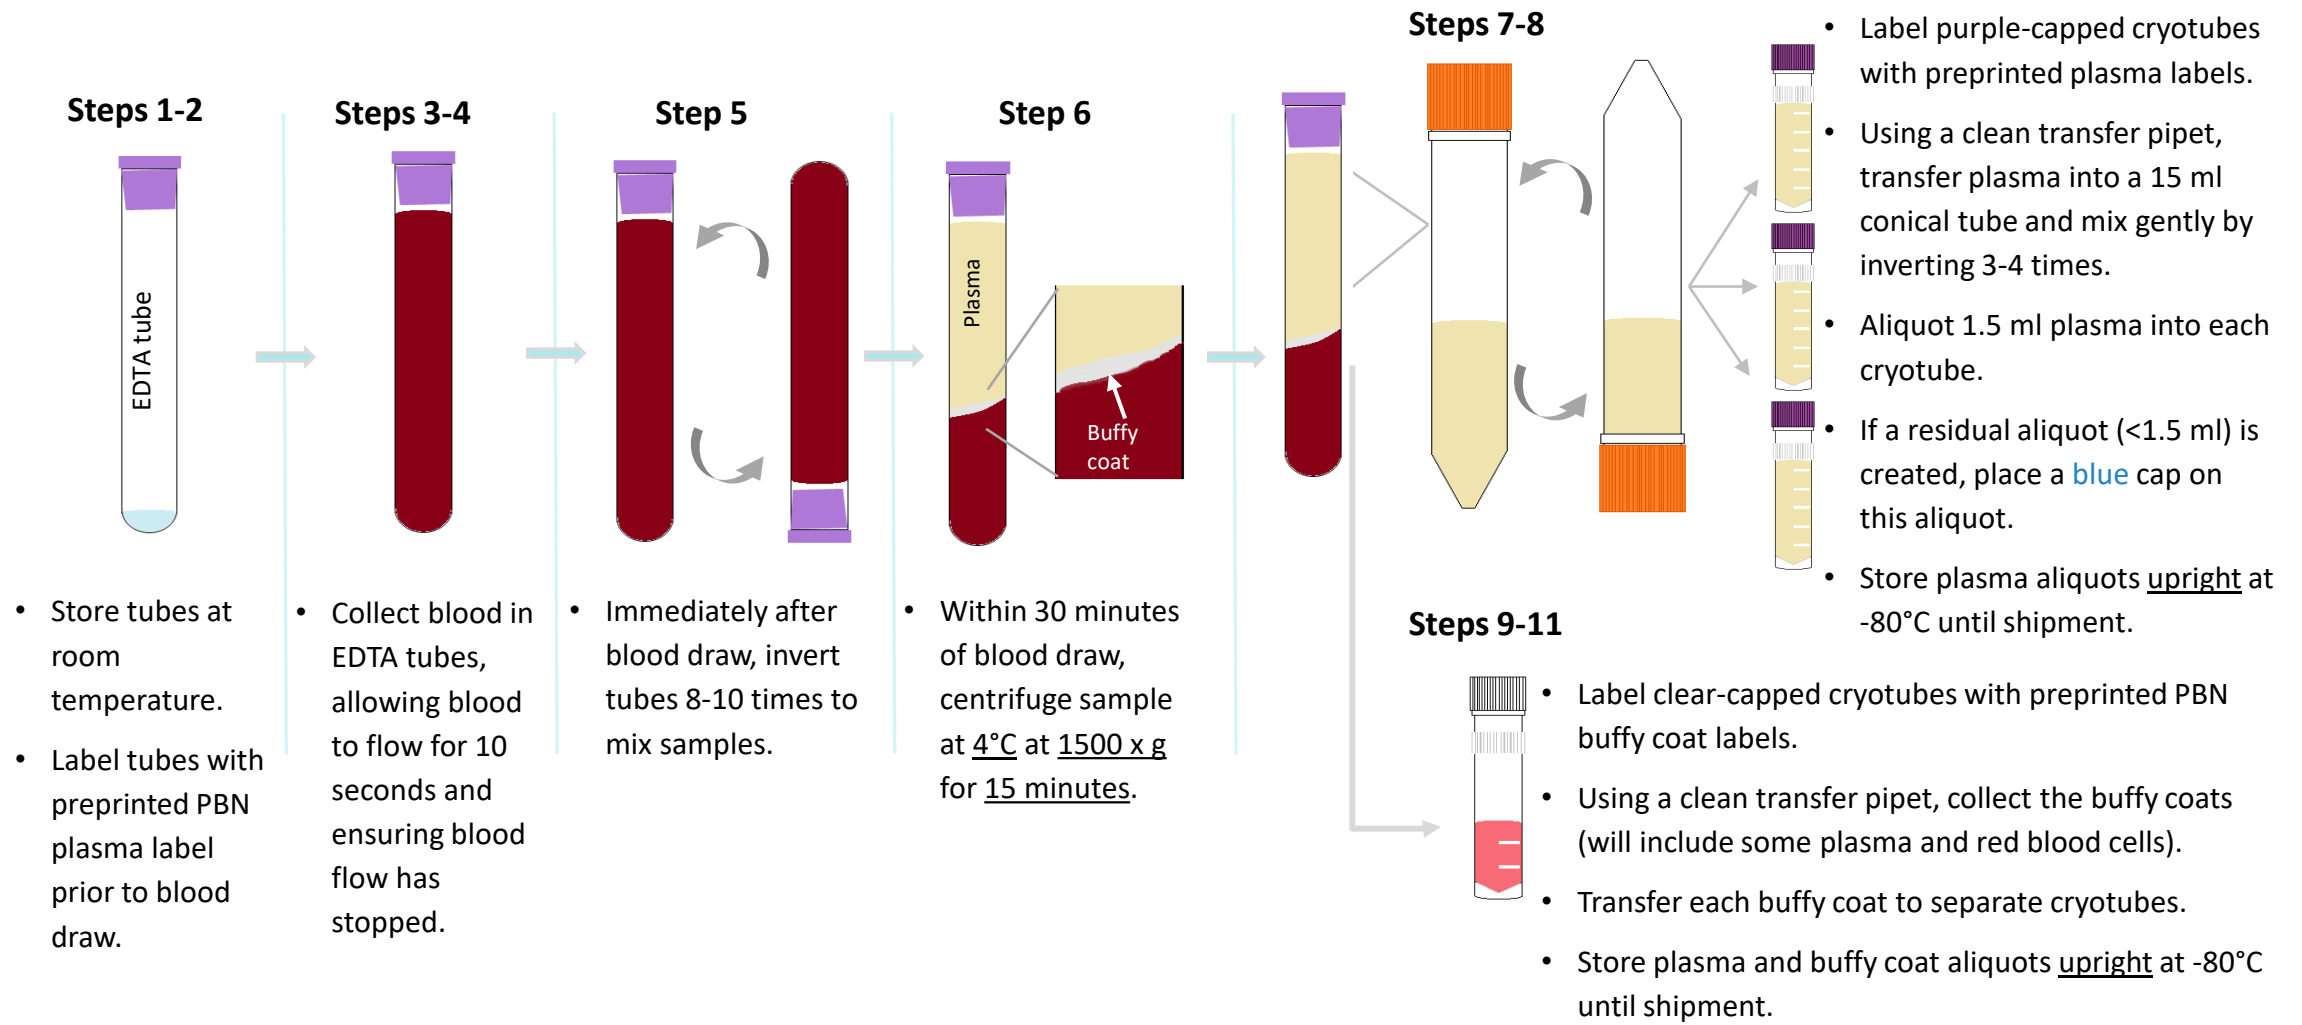 Steps 1-2
EDTA tube
• Store tubes at
room
temperature.
• Label tubes with
preprinted PBN
plasma label
prior to blood
draw.
Steps 3-4
• Collect blood in
EDTA tubes,
allowing blood
to flow for 10
seconds and
ensuring blood
flow has
stopped.
Step 5
• Immediately after
blood draw, invert
tubes 8-10 times to
mix samples.
Step 6
Plasma
Buffy
coat
• Within 30 minutes
of blood draw,
centrifuge sample
at 4°C at 1500 x g
for 15 minutes.
Steps 7-8
• Label purple-capped cryotubes
with preprinted plasma labels.
• Using a clean transfer pipet,
transfer plasma into a 15 ml
conical tube and mix gently by
inverting 3-4 times.
• Aliquot 1.5 ml plasma into each
cryotube.
• If a residual aliquot (<1.5 ml) is
created, place a blue cap on
this aliquot.
• Store plasma aliquots upright at
-80°C until shipment.
Steps 9-11
• Label clear-capped cryotubes with preprinted PBN
buffy coat labels.
• Using a clean transfer pipet, collect the buffy coats
(will include some plasma and red blood cells).
• Transfer each buffy coat to separate cryotubes.
• Store plasma and buffy coat aliquots upright at -80°C
until shipment.